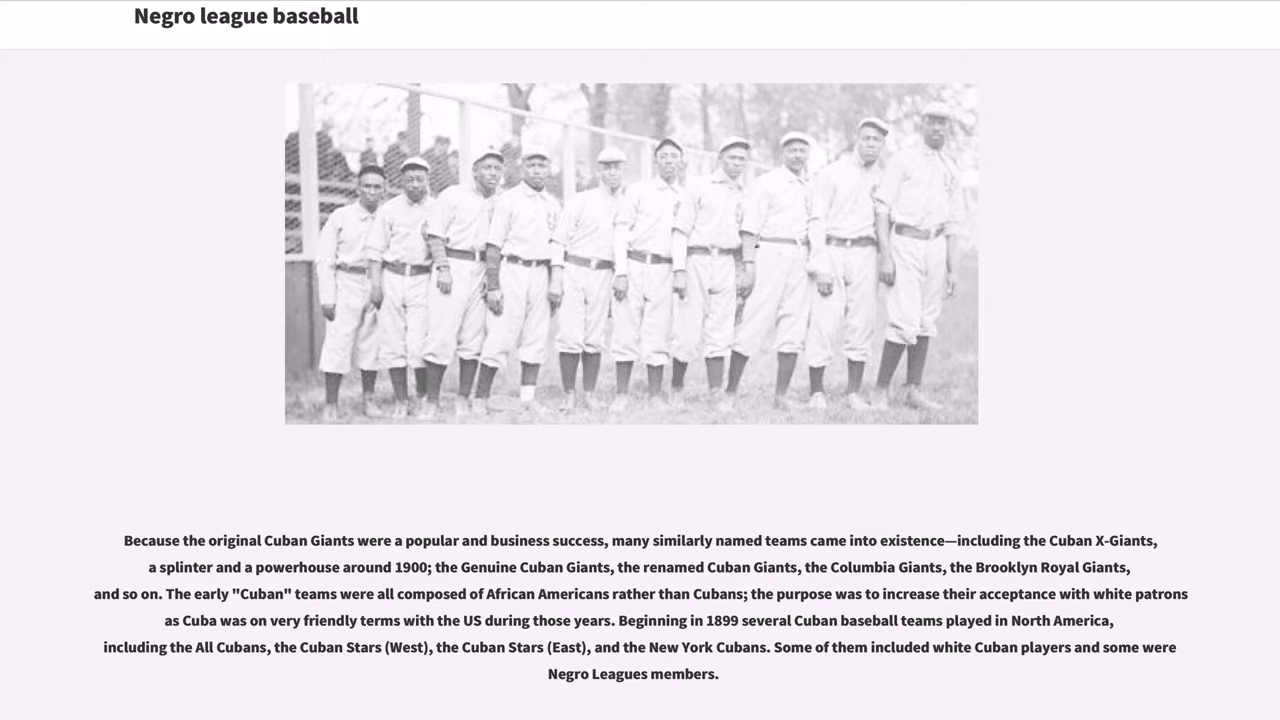 Negro league baseball
Because the original Cuban Giants were a popular and business success, many similarly named teams came into existence—including the Cuban X-Giants,
a splinter and a powerhouse around 1900; the Genuine Cuban Giants, the renamed Cuban Giants, the Columbia Giants, the Brooklyn Royal Giants,
and so on. The early "Cuban" teams were all composed of African Americans rather than Cubans; the purpose was to increase their acceptance with white patrons
as Cuba was on very friendly terms with the US during those years. Beginning in 1899 several Cuban baseball teams played in North America,
including the All Cubans, the Cuban Stars (West), the Cuban Stars (East), and the New York Cubans. Some of them included white Cuban players and some were
Negro Leagues members.